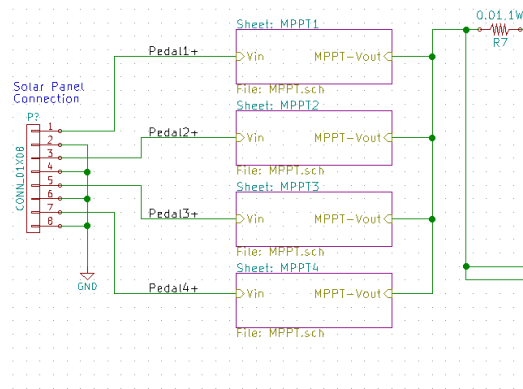 Sheet: MPPT1
0.01,1W
R7
Pedal1+
Vin
MPPT-Vout
File: MPPT.sch
Solar Panel
Connection
P?
CONN_01X08
1
2
3
4
5
6
7
8
GND
Sheet: MPPT2
Pedal2+
Vin
MPPT-Vout
File: MPPT.sch
Sheet: MPPT3
Pedal3+
Vin
MPPT-Vout
File: MPPT.sch
Sheet: MPPT4
Pedal4+
Vin
MPPT-Vout
File: MPPT.sch